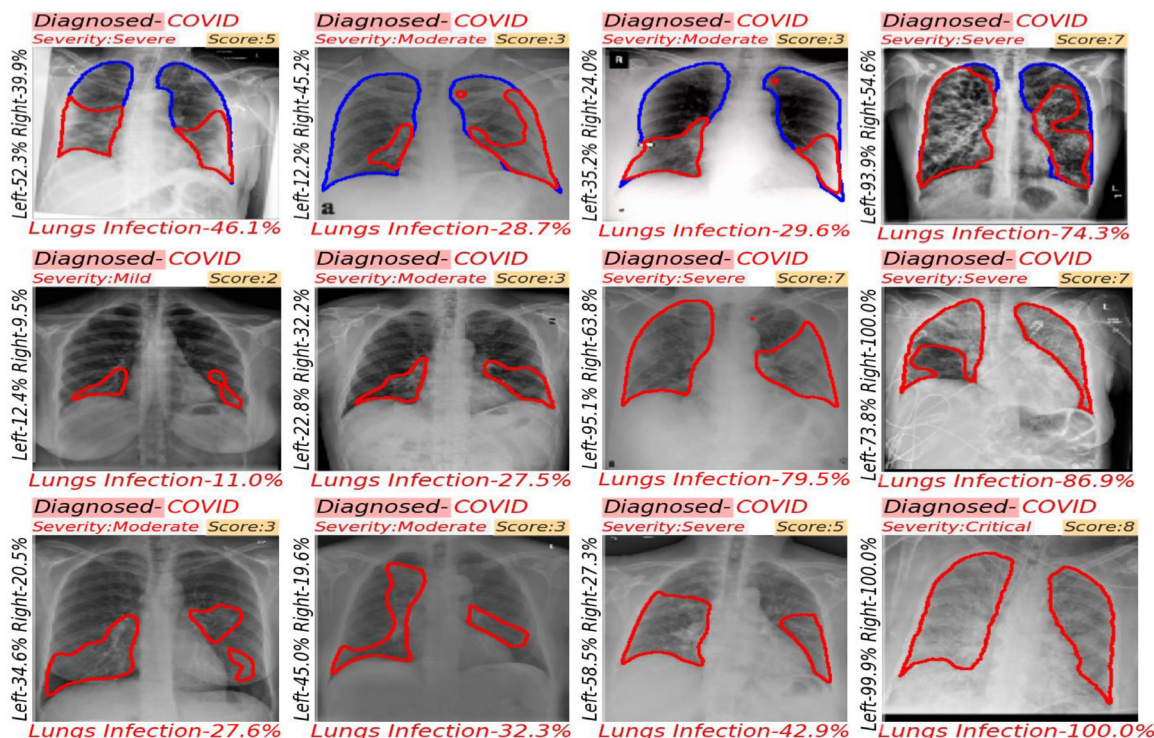 Diagnosed-COVID
Severity:Severe Score:5
Left-52.3% Right-39.9%
Lungs Infection-46.1%
Diagnosed-COVID
Severity:Moderate Score:3
Left-12.2% Right-45.2%
a
Lungs Infection-28.7%
Diagnosed-COVID
Severity:Moderate Score:3
Left-35.2% Right-24.0%
R
Lungs Infection-29.6%
Diagnosed-COVID
Severity:Severe Score:7
Left-93.9% Right-54.6%
L
Lungs Infection-74.3%
Diagnosed-COVID
Severity:Mild Score:2
Left-12.4% Right-9.5%
Lungs Infection-11.0%
Diagnosed-COVID
Severity:Moderate Score:3
Left-22.8% Right-32.2%
Lungs Infection-27.5%
Diagnosed-COVID
Severity:Severe Score:7
Left-95.1% Right-63.8%
Lungs Infection-79.5%
Diagnosed-COVID
Severity:Severe Score:7
Left-73.8% Right-100.0%
L
Lungs Infection-86.9%
Diagnosed-COVID
Severity:Moderate Score:3
Left-34.6% Right-20.5%
Lungs Infection-27.6%
Diagnosed-COVID
Severity:Moderate Score:3
Left-45.0% Right-19.6%
Lungs Infection-32.3%
Diagnosed-COVID
Severity:Severe Score:5
Left-58.5% Right-27.3%
Lungs Infection-42.9%
Diagnosed-COVID
Severity:Critical Score:8
Left-99.9% Right-100.0%
Lungs Infection-100.0%